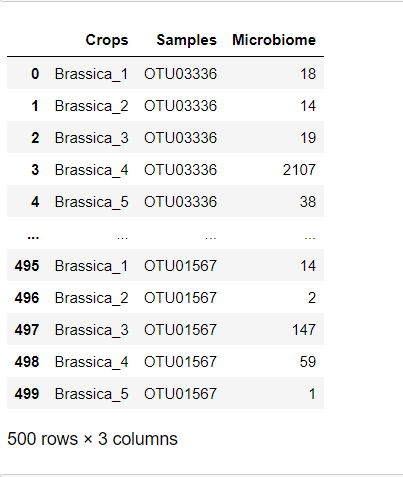 Crops Samples Microbiome
0 Brassica_1 OTU03336 18
1 Brassica_2 OTU03336 14
2 Brassica_3 OTU03336 19
3 Brassica_4 OTU03336 2107
4 Brassica_5 OTU03336 38
... ... ... ...
495 Brassica_1 OTU01567 14
496 Brassica_2 OTU01567 2
497 Brassica_3 OTU01567 147
498 Brassica_4 OTU01567 59
499 Brassica_5 OTU01567 1
500 rows × 3 columns